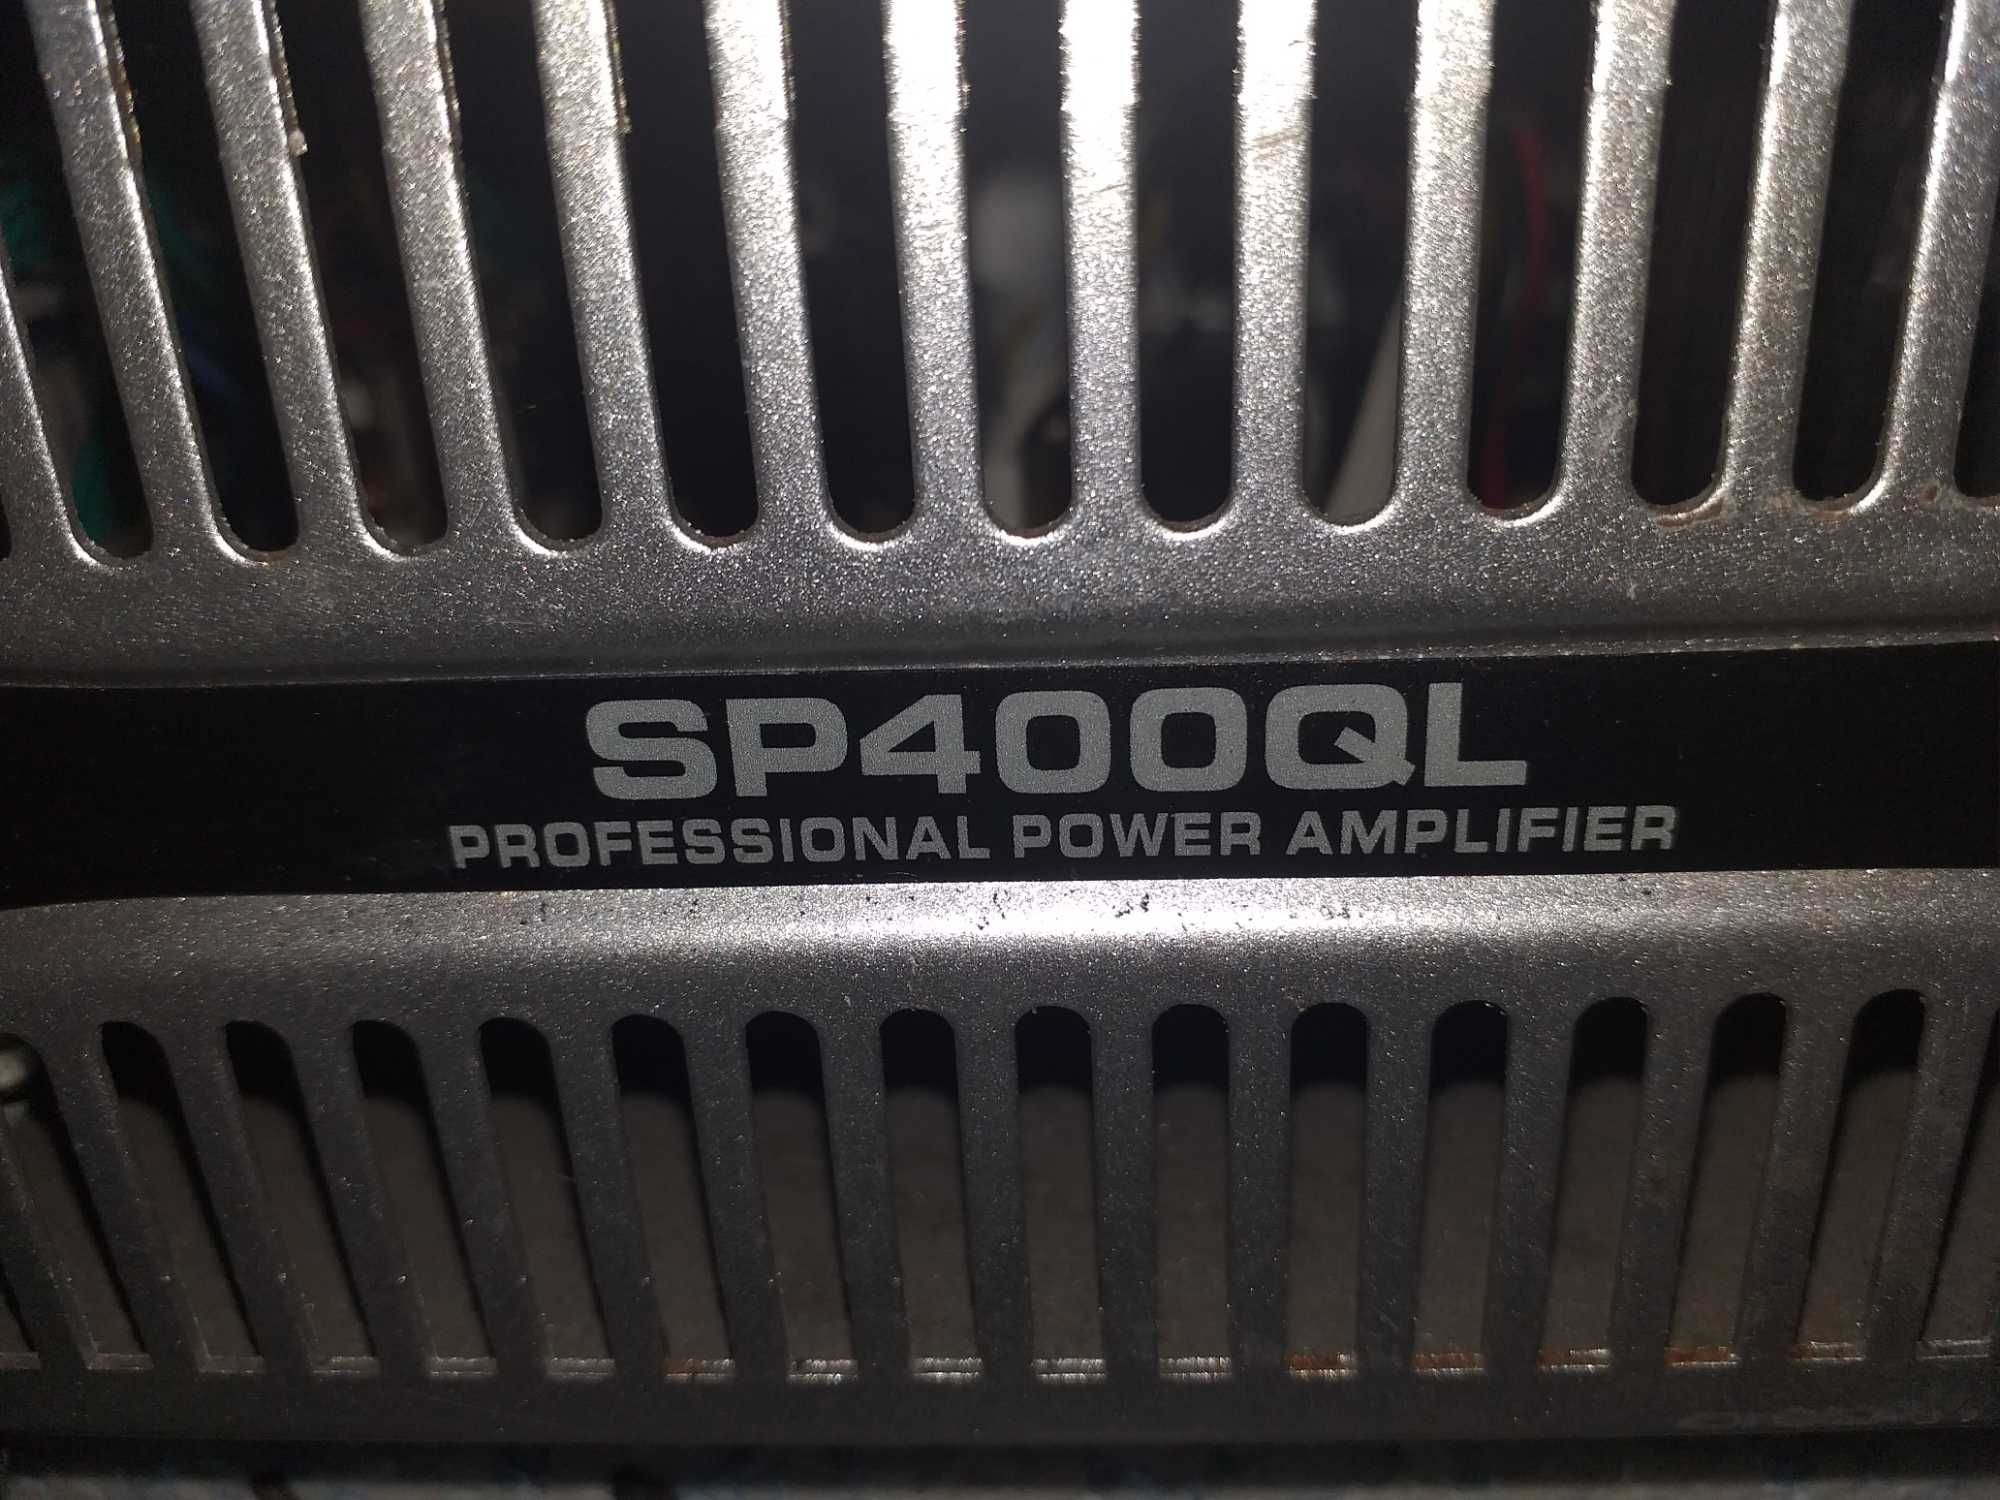 SP400QL
PROFESSIONAL POWER AMPLIFIER